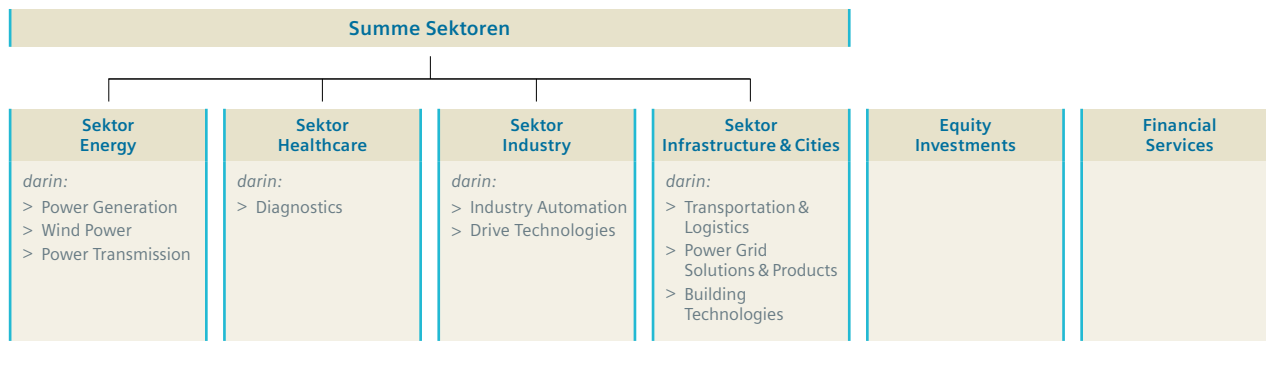 Summe Sektoren
Sektor
Energy
darin:
> Power Generation
> Wind Power
> Power Transmission
Sektor
Healthcare
darin:
> Diagnostics
Sektor
Industry
darin:
> Industry Automation
> Drive Technologies
Sektor
Infrastructure & Cities
darin:
> Transportation &
Logistics
> Power Grid
Solutions & Products
> Building
Technologies
Equity
Investments
Financial
Services